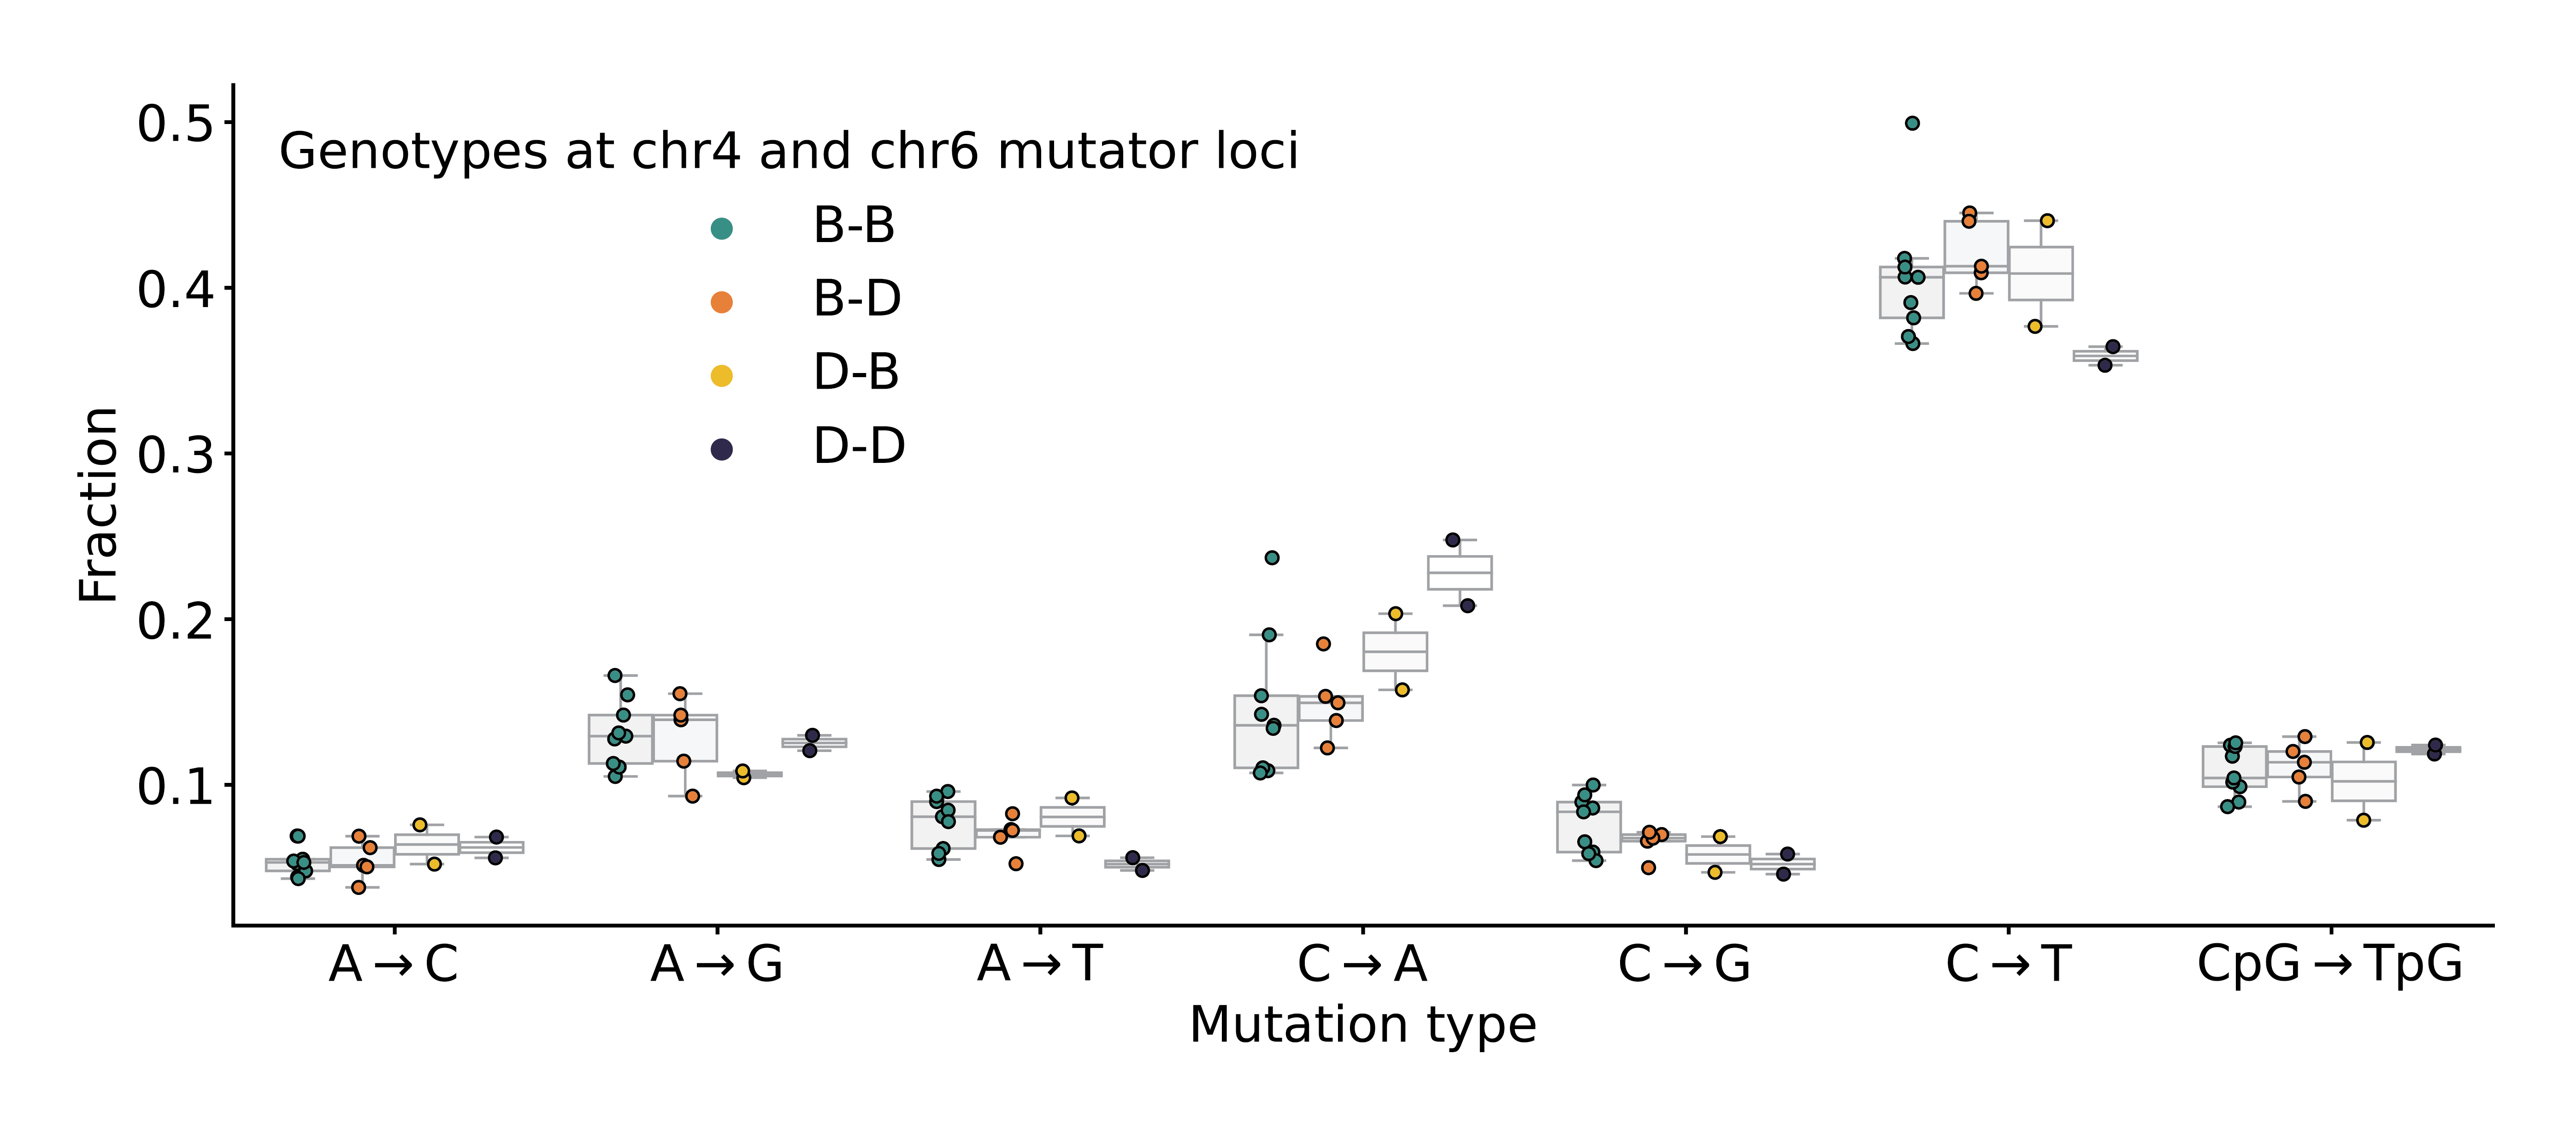 Genotypes at chr4 and chr6 mutator loci
B-B
B-D
D-B
D-D
Fraction
0.5
0.4
0.3
0.2
0.1
A→C
A→G
A→T
C→A
C→G
C→T
CpG→TpG
Mutation type